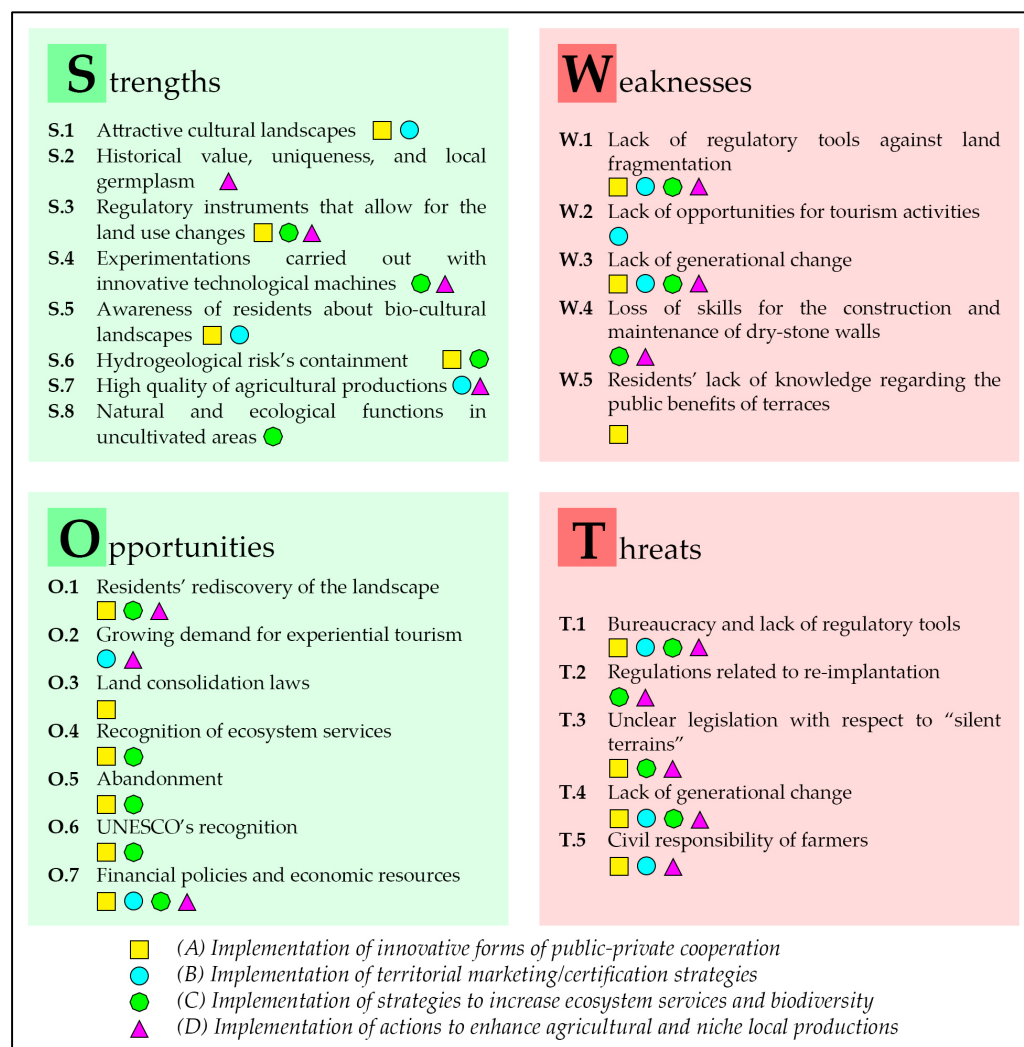 Strengths
S.1 Attractive cultural landscapes
S.2 Historical value, uniqueness, and local
germplasm
S.3 Regulatory instruments that allow for the
land use changes
S.4 Experimentations carried out with
innovative technological machines
S.5 Awareness of residents about bio-cultural
landscapes
S.6 Hydrogeological risk's containment
S.7 High quality of agricultural productions
S.8 Natural and ecological functions in
uncultivated areas
Weaknesses
W.1 Lack of regulatory tools against land
fragmentation
W.2 Lack of opportunities for tourism activities
W.3 Lack of generational change
W.4 Loss of skills for the construction and
maintenance of dry-stone walls
W.5 Residents' lack of knowledge regarding the
public benefits of terraces
Opportunities
O.1 Residents' rediscovery of the landscape
O.2 Growing demand for experiential tourism
O.3 Land consolidation laws
O.4 Recognition of ecosystem services
O.5 Abandonment
O.6 UNESCO's recognition
O.7 Financial policies and economic resources
Threats
T.1 Bureaucracy and lack of regulatory tools
T.2 Regulations related to re-implantation
T.3 Unclear legislation with respect to “silent
terrains”
T.4 Lack of generational change
T.5 Civil responsibility of farmers
(A) Implementation of innovative forms of public-private cooperation
(B) Implementation of territorial marketing/certification strategies
(C) Implementation of strategies to increase ecosystem services and biodiversity
(D) Implementation of actions to enhance agricultural and niche local productions